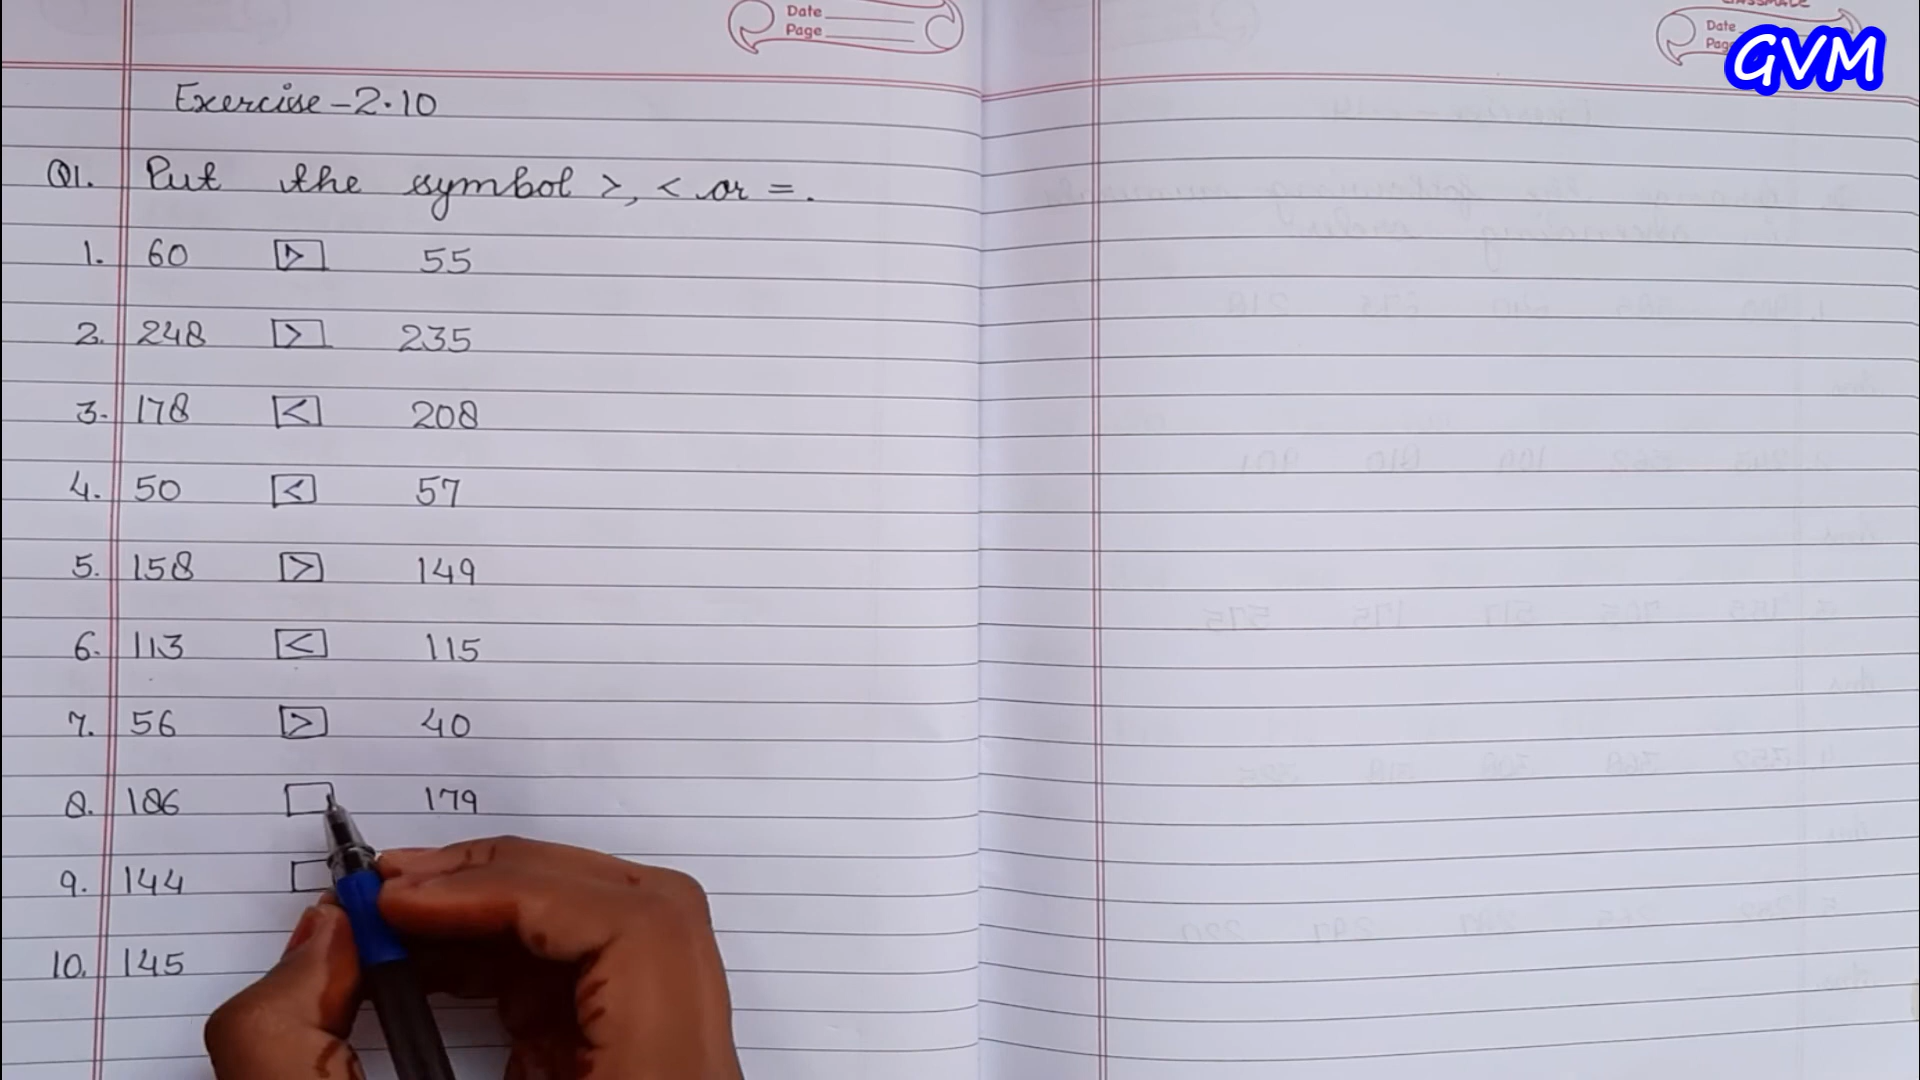 Date
Page
Date
Page
GVM
Exercise-2.10
Q1. Put the symbol >, < or = .
1. 60 > 55
2. 248 > 235
3. 178 < 208
4. 50 < 57
5. 158 > 149
6. 113 < 115
7. 56 > 40
8. 186 179
9. 144
10. 145